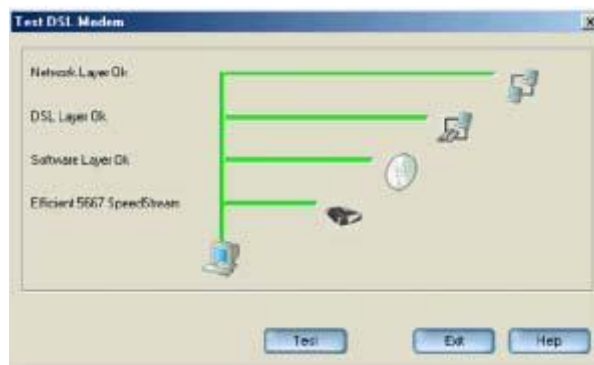 Test DSL Modem
Network Layer Ok
DSL Layer Ok
Software Layer Ok
Efficient 5667 SpeedStream
Test
Exit
Help